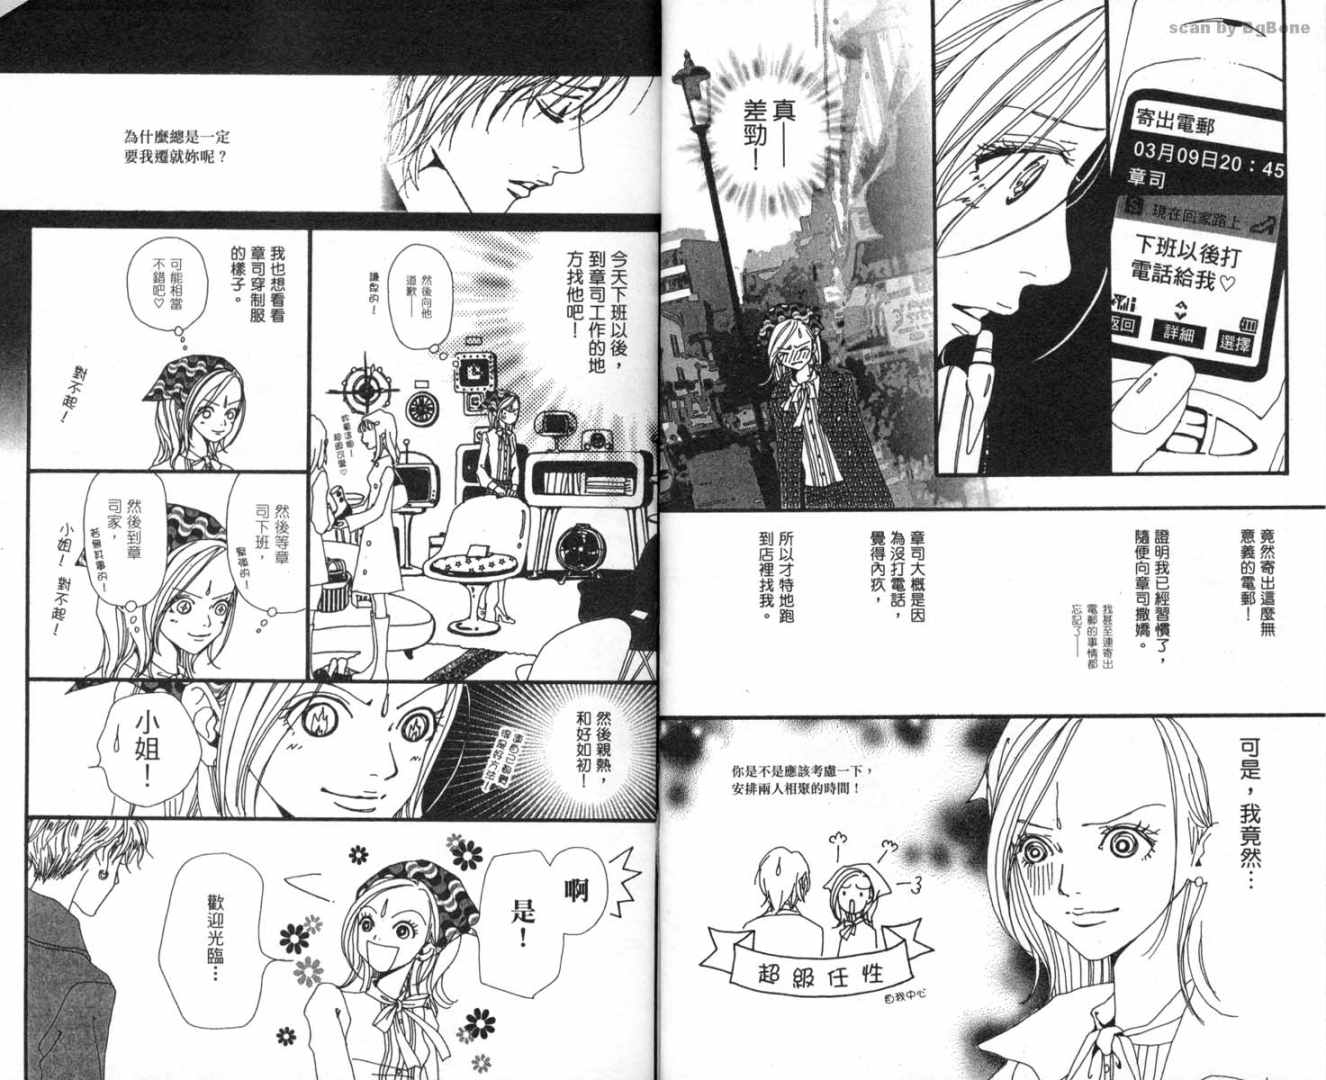 scan by BgBone
寄出電郵
03月09日20：45
章司
S 現在回家路上
下班以後打
電話給我♡
返回
詳細
選擇
真——
差勁！
竟然寄出這麼無
意義的電郵！
證明我已經習慣了，
隨便向章司撒嬌。
我甚至連寄出
電郵的事情都
忘記了——
章司大概是因
為沒打電話，
覺得內疚，
所以才特地跑
到店裡找我。
可是，我竟然…
你是不是應該考慮一下，
安排兩人相聚的時間！
超級任性
自我中心
為什麼總是一定
要我遷就妳呢？
今天下班以後，
到章司工作的地
方找他吧！
然後向他
道歉——
我也想看看
章司穿制服
的樣子。
可能相當
不錯吧♡
對不起！
然後等章
司下班，
緊張的！
然後到章
司家，
若無其事的！
小姐！對不起！
然後親熱，
和好如初！
小姐！
啊
是！
歡迎光臨…